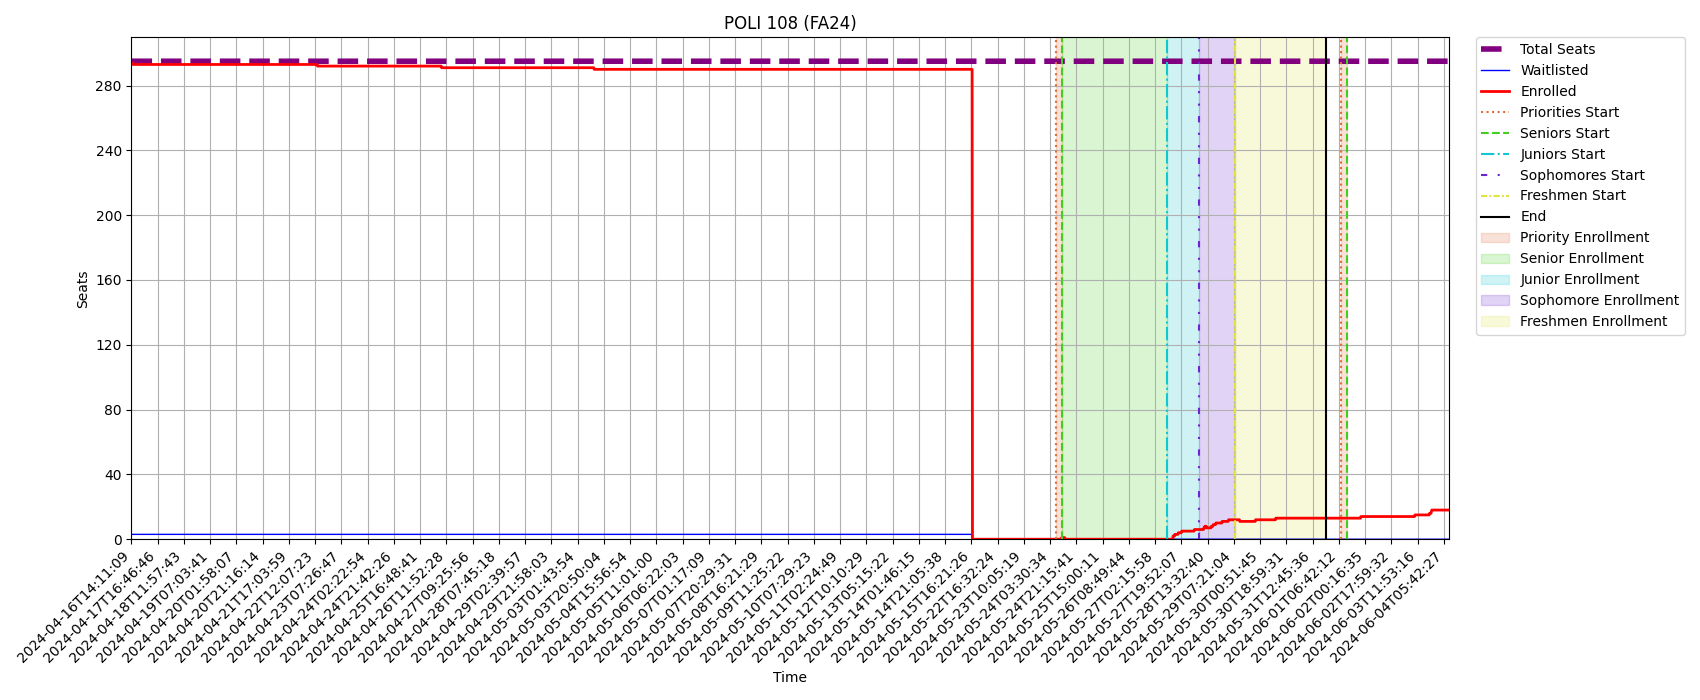 POLI 108 (FA24)
Seats
280
240
200
160
120
80
40
0
2024-04-16T14:11:09
2024-04-17T16:46:46
2024-04-18T11:57:43
2024-04-19T07:03:41
2024-04-20T01:58:07
2024-04-20T21:16:14
2024-04-21T17:03:59
2024-04-22T12:07:23
2024-04-23T07:26:47
2024-04-24T02:22:54
2024-04-24T21:42:26
2024-04-25T16:48:41
2024-04-26T11:52:28
2024-04-27T09:25:56
2024-04-28T07:45:18
2024-04-29T02:39:57
2024-04-29T21:58:03
2024-05-03T01:43:54
2024-05-03T20:50:04
2024-05-04T15:56:54
2024-05-05T11:01:00
2024-05-06T06:22:03
2024-05-07T01:17:09
2024-05-07T20:29:31
2024-05-08T16:21:29
2024-05-09T11:25:22
2024-05-10T07:29:23
2024-05-11T02:24:49
2024-05-12T10:10:29
2024-05-13T05:15:22
2024-05-14T01:46:15
2024-05-14T21:05:38
2024-05-15T16:21:26
2024-05-22T16:32:24
2024-05-23T10:05:19
2024-05-24T03:30:34
2024-05-24T21:15:41
2024-05-25T15:00:11
2024-05-26T08:49:44
2024-05-27T02:15:58
2024-05-27T19:52:07
2024-05-28T13:32:40
2024-05-29T07:21:04
2024-05-30T00:51:45
2024-05-30T18:59:31
2024-05-31T12:45:36
2024-06-01T06:42:12
2024-06-02T00:16:35
2024-06-02T17:59:32
2024-06-03T11:53:16
2024-06-04T05:42:27
Time
Total Seats
Waitlisted
Enrolled
Priorities Start
Seniors Start
Juniors Start
Sophomores Start
Freshmen Start
End
Priority Enrollment
Senior Enrollment
Junior Enrollment
Sophomore Enrollment
Freshmen Enrollment